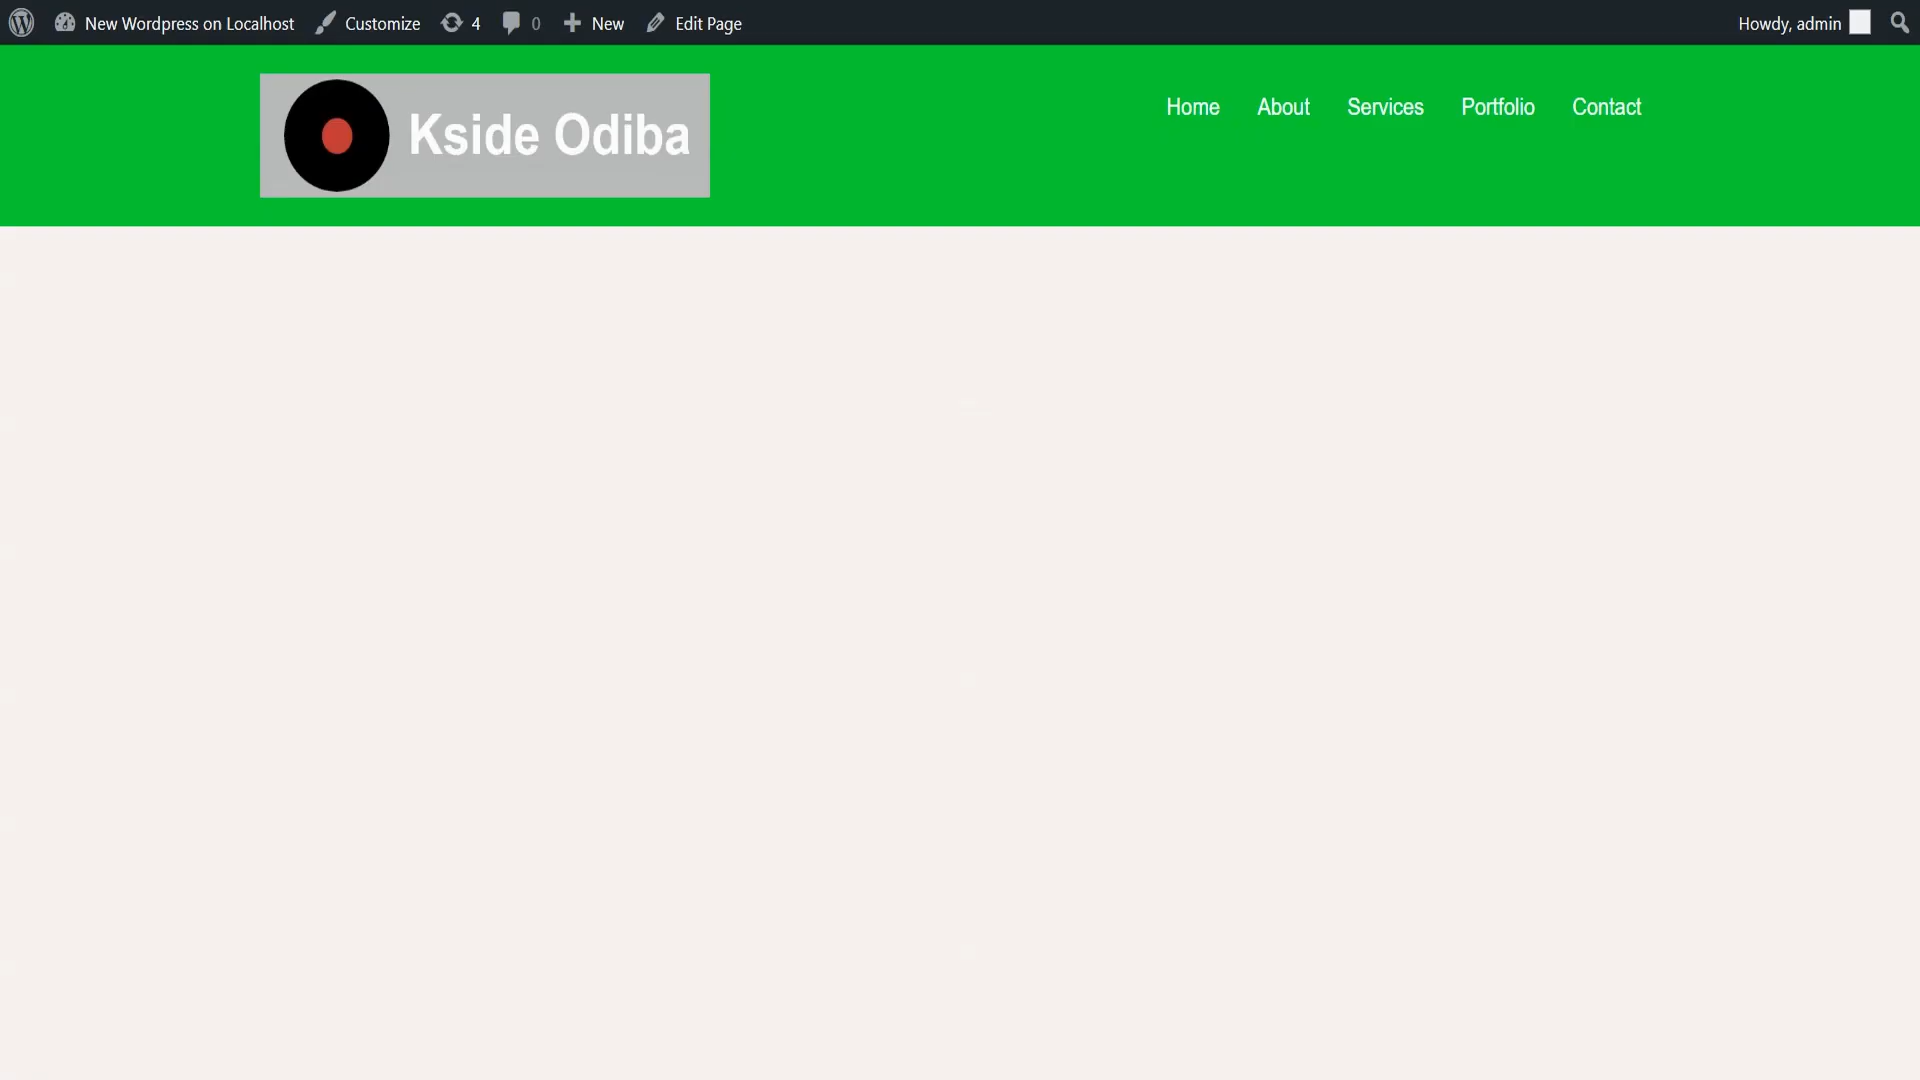 New Wordpress on Localhost Customize 4 0 New Edit Page Howdy, admin
Kside Odiba
Home About Services Portfolio Contact